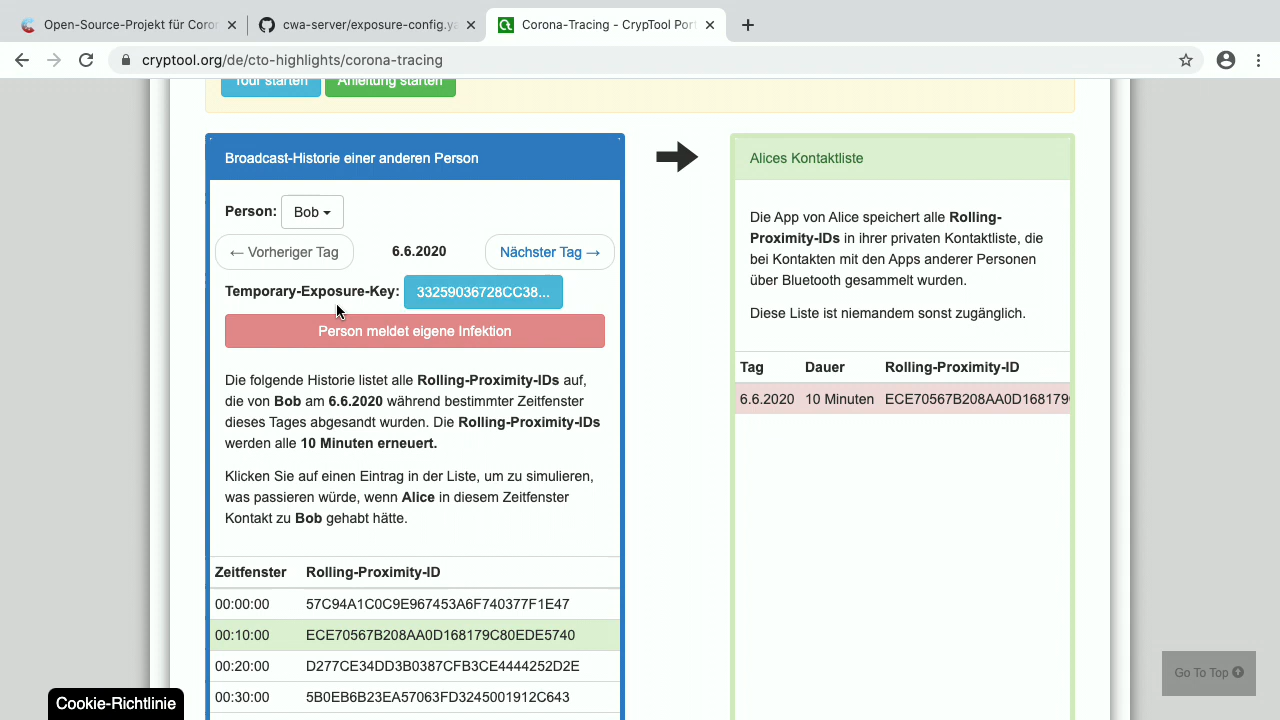 Open-Source-Projekt für Coron
cwa-server/exposure-config.ya
Corona-Tracing - CrypTool Port
cryptool.org/de/cto-highlights/corona-tracing
Tour starten
Anleitung starten
Broadcast-Historie einer anderen Person
Person: Bob
← Vorheriger Tag
6.6.2020
Nächster Tag →
Temporary-Exposure-Key: 33259036728CC38...
Person meldet eigene Infektion
Die folgende Historie listet alle Rolling-Proximity-IDs auf,
die von Bob am 6.6.2020 während bestimmter Zeitfenster
dieses Tages abgesandt wurden. Die Rolling-Proximity-IDs
werden alle 10 Minuten erneuert.
Klicken Sie auf einen Eintrag in der Liste, um zu simulieren,
was passieren würde, wenn Alice in diesem Zeitfenster
Kontakt zu Bob gehabt hätte.
Zeitfenster Rolling-Proximity-ID
00:00:00 57C94A1C0C9E967453A6F740377F1E47
00:10:00 ECE70567B208AA0D168179C80EDE5740
00:20:00 D277CE34DD3B0387CFB3CE4444252D2E
00:30:00 5B0EB6B23EA57063FD3245001912C643
Alices Kontaktliste
Die App von Alice speichert alle Rolling-
Proximity-IDs in ihrer privaten Kontaktliste, die
bei Kontakten mit den Apps anderer Personen
über Bluetooth gesammelt wurden.
Diese Liste ist niemandem sonst zugänglich.
Tag Dauer Rolling-Proximity-ID
6.6.2020 10 Minuten ECE70567B208AA0D168179
Go To Top
Cookie-Richtlinie